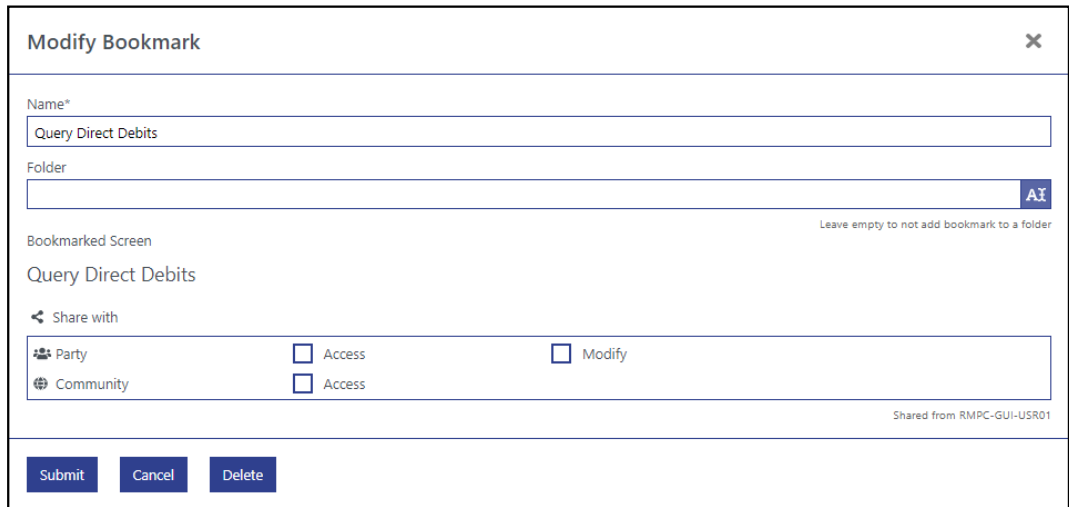 Modify Bookmark
Name*
Query Direct Debits
Folder
Leave empty to not add bookmark to a folder
Bookmarked Screen
Query Direct Debits
Share with
Party Access Modify
Community Access
Shared from RMPC-GUI-USR01
Submit Cancel Delete